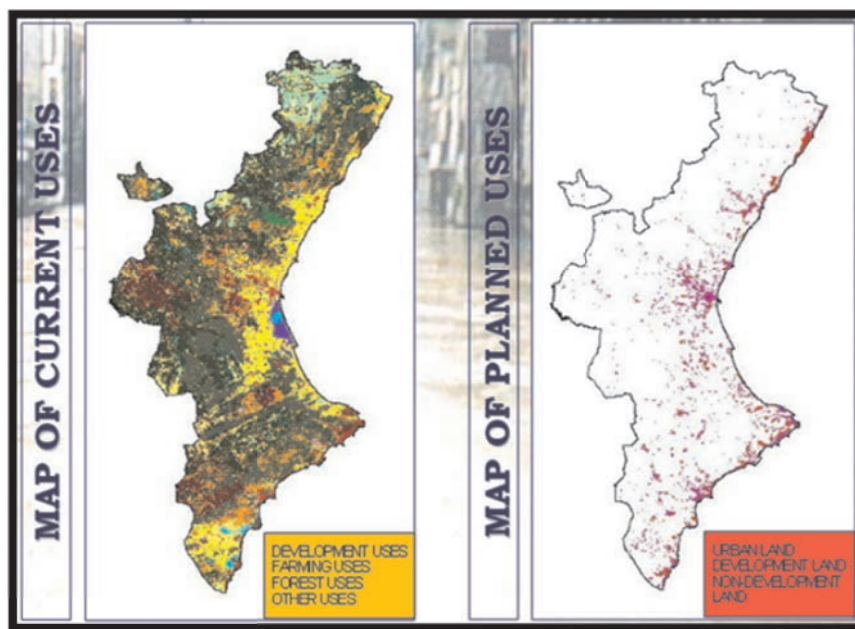 MAP OF CURRENT USES
DEVELOPMENT USES
FARMING USES
FOREST USES
OTHER USES
MAP OF PLANNED USES
URBAN LAND
DEVELOPMENT LAND
NON-DEVELOPMENT
LAND